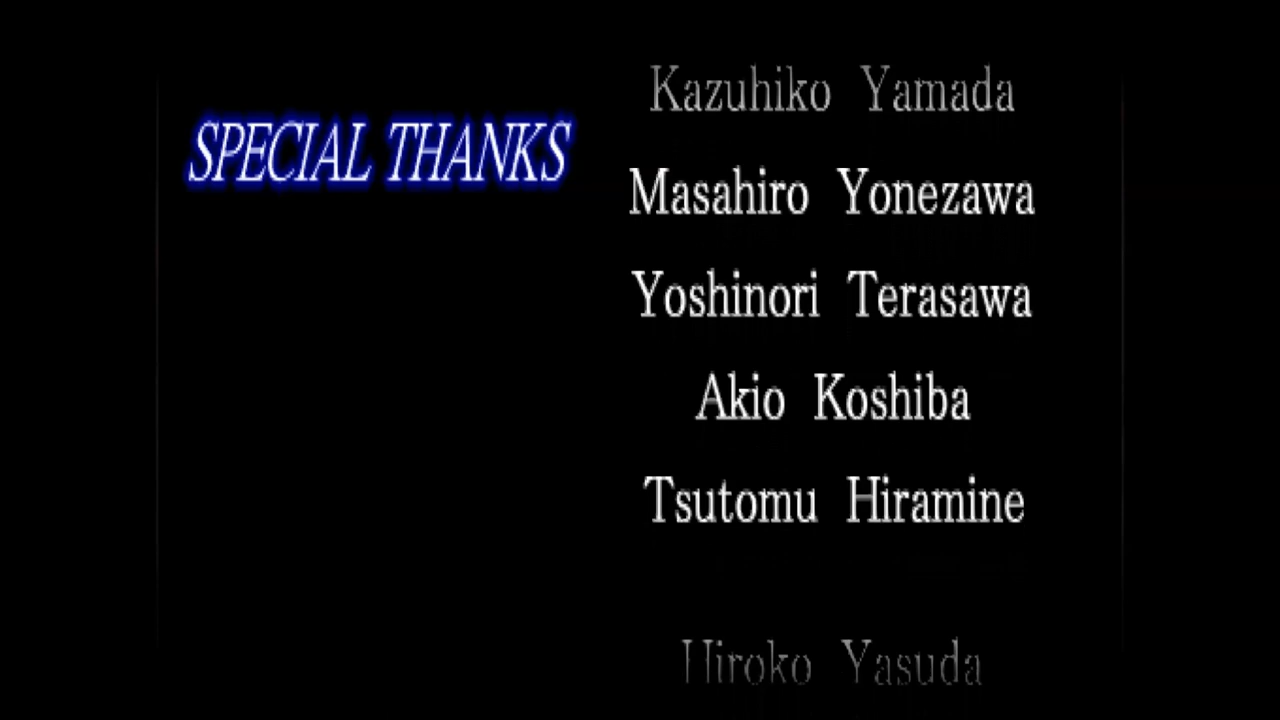 SPECIAL THANKS
Kazuhiko Yamada
Masahiro Yonezawa
Yoshinori Terasawa
Akio Koshiba
Tsutomu Hiramine
Hiroko Yasuda